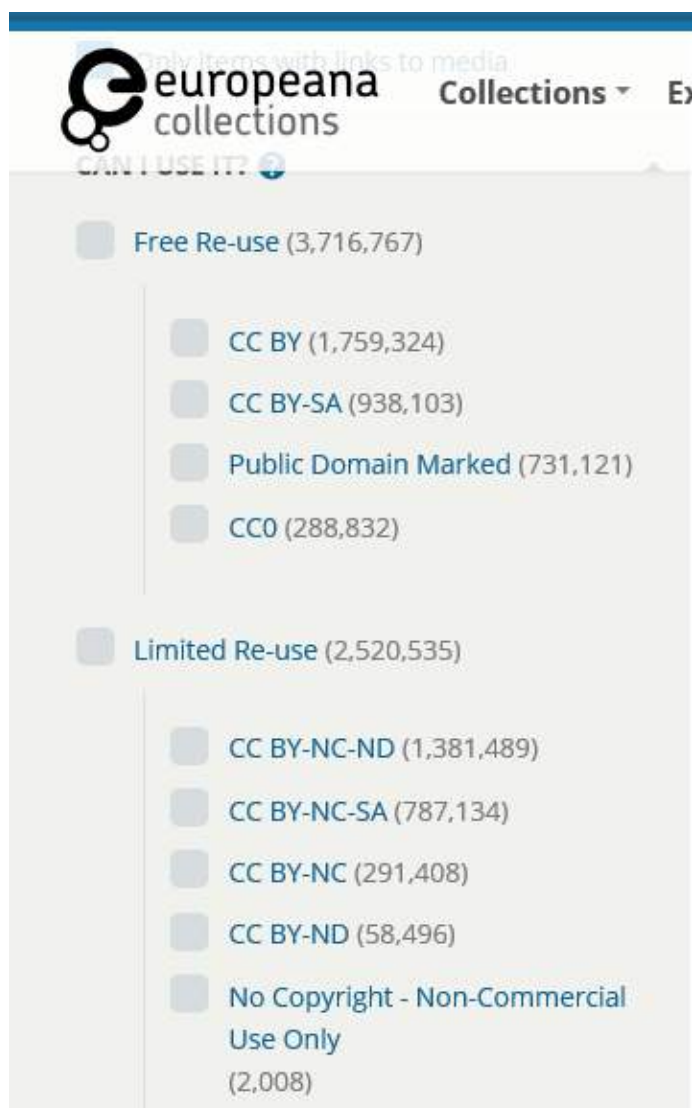 Only items with links to media
europeana
collections
Collections
Ex
CAN I USE IT? ?
Free Re-use (3,716,767)
CC BY (1,759,324)
CC BY-SA (938,103)
Public Domain Marked (731,121)
CC0 (288,832)
Limited Re-use (2,520,535)
CC BY-NC-ND (1,381,489)
CC BY-NC-SA (787,134)
CC BY-NC (291,408)
CC BY-ND (58,496)
No Copyright - Non-Commercial
Use Only
(2,008)